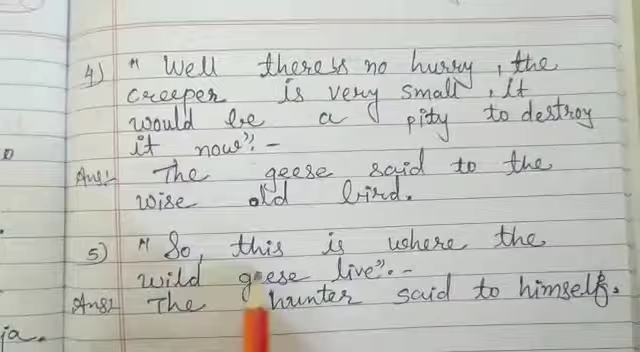 4) " Well there's no hurry, the
creeper is very small, It
would be a pity to destroy
it now". -
Ans: The geese said to the
wise old bird.
5) " So, this is where the
wild geese live". -
Ans: The hunter said to himself.
ja.